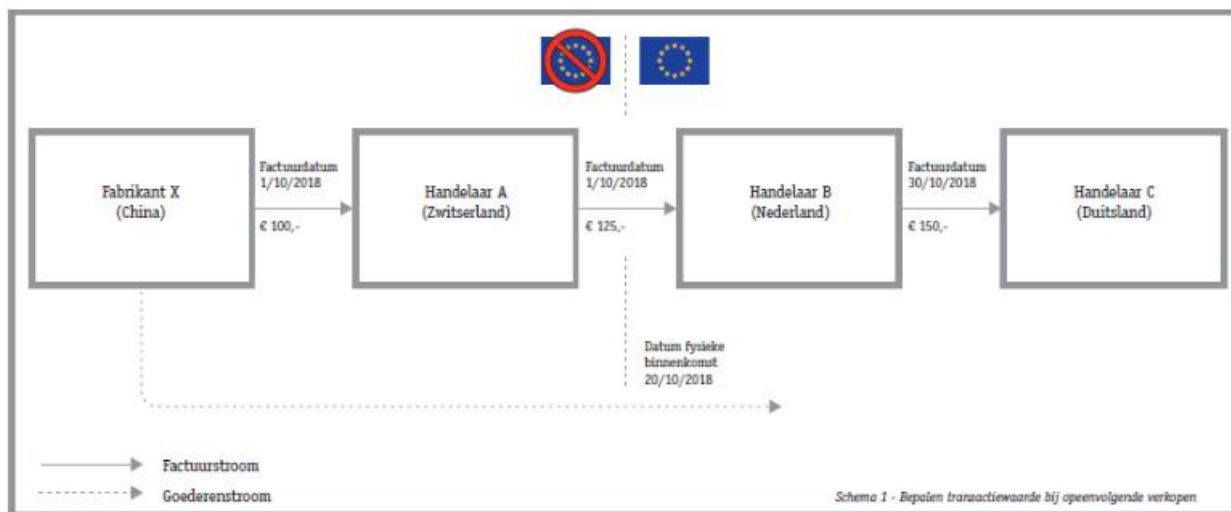 Fabrikant X
(China)
Factuurdatum
1/10/2018
€ 100,-
Handelaar A
(Zwitserland)
Factuurdatum
1/10/2018
€ 125,-
Handelaar B
(Nederland)
Factuurdatum
30/10/2018
€ 150,-
Handelaar C
(Duitsland)
Datum fysieke
binnenkomst
20/10/2018
Factuurstroom
Goederenstroom
Schema 1 - Bepalen transactiewaarde bij opeenvolgende verkopen